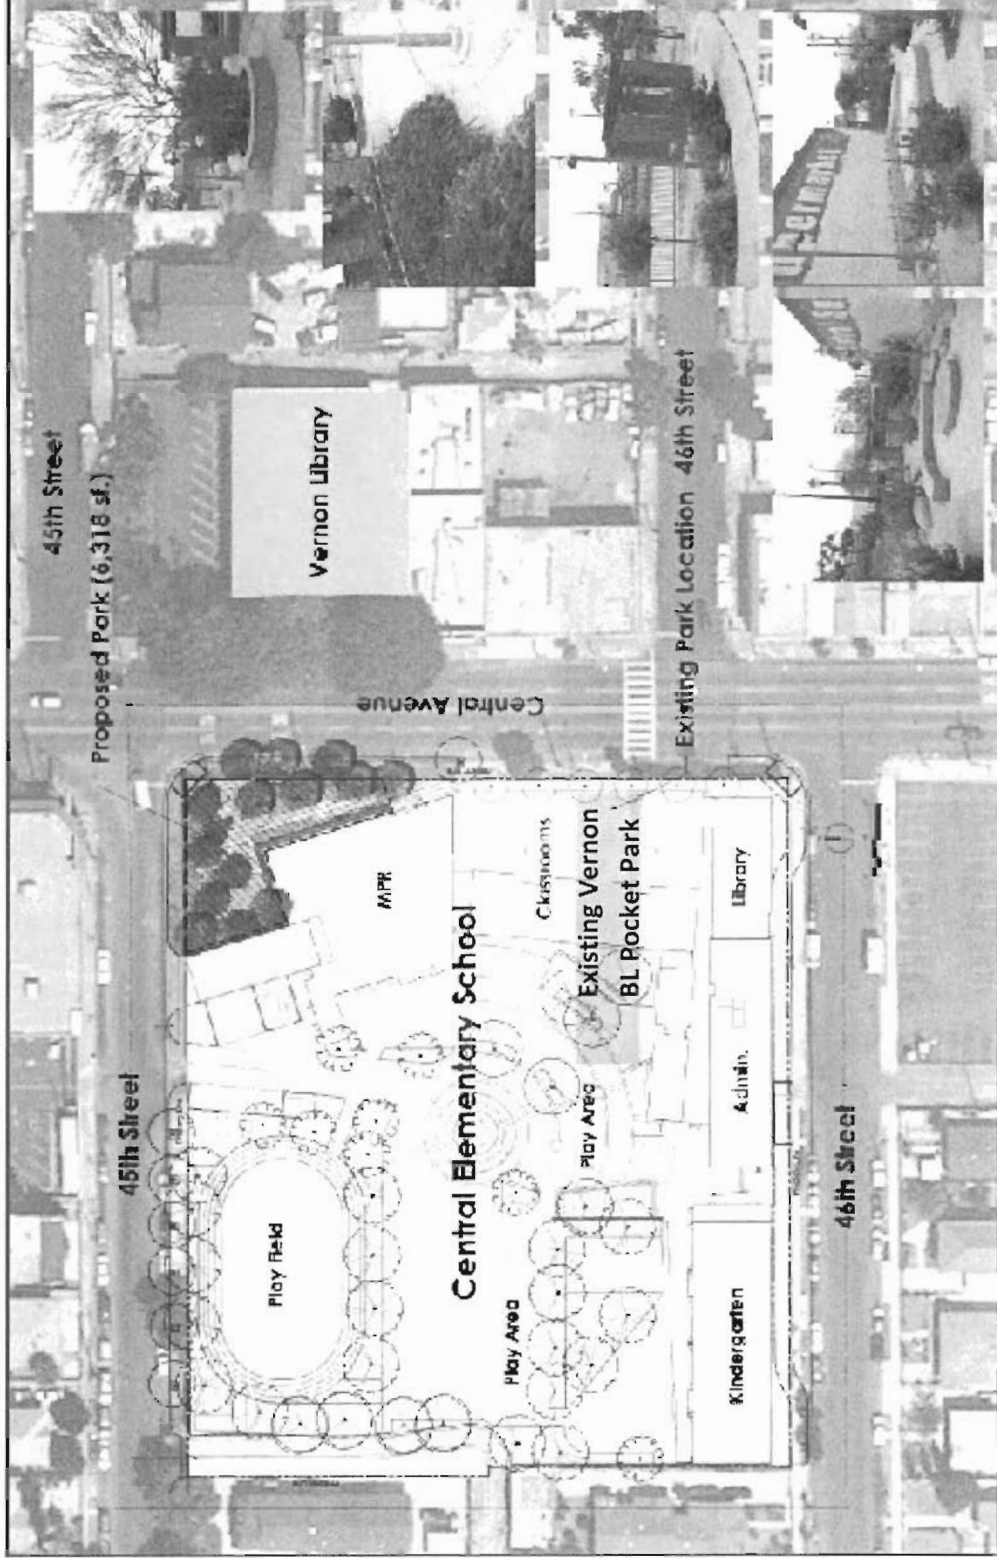 45th Street
Proposed Park (6,318 sf.)
Vernon Library
Central Avenue
Existing Park Location 46th Street
45th Street
Play Field
MPR
Central Elementary School
Classrooms
Existing Vernon
BL Pocket Park
Play Area
Play Area
Library
Admin.
Kindergarten
46th Street